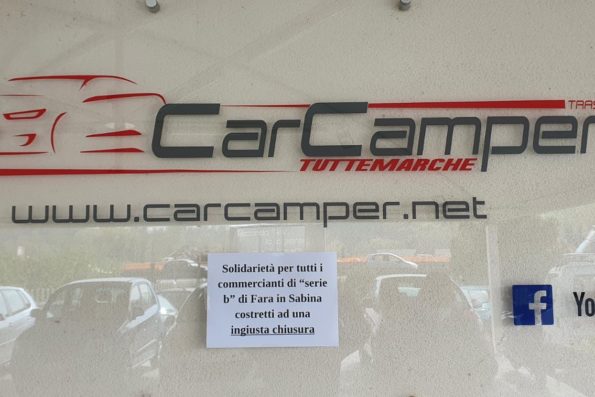 CarCamper
TUTTEMARCHE
www.carcamper.net
Solidarietà per tutti i
commercianti di “serie
b” di Fara in Sabina
costretti ad una
ingiusta chiusura
f